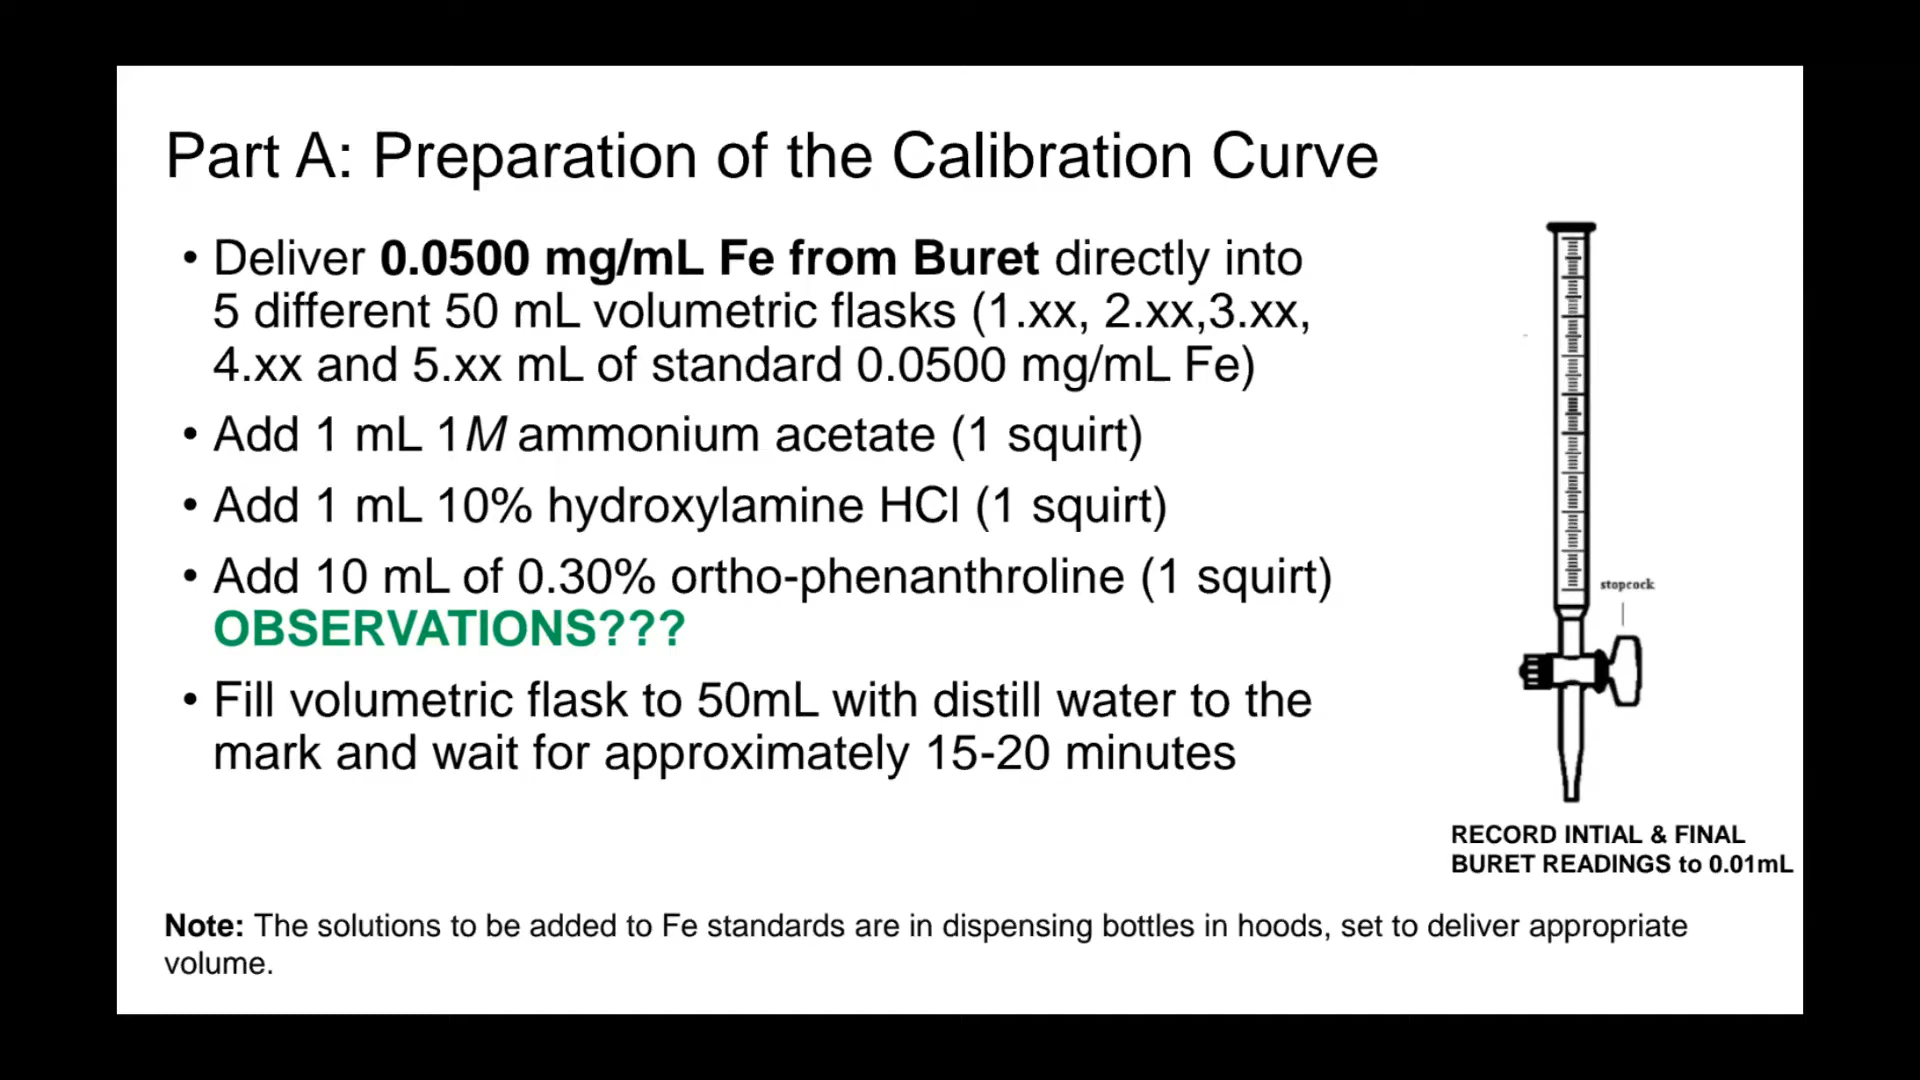 Part A: Preparation of the Calibration Curve
• Deliver 0.0500 mg/mL Fe from Buret directly into
5 different 50 mL volumetric flasks (1.xx, 2.xx,3.xx,
4.xx and 5.xx mL of standard 0.0500 mg/mL Fe)
• Add 1 mL 1M ammonium acetate (1 squirt)
• Add 1 mL 10% hydroxylamine HCl (1 squirt)
• Add 10 mL of 0.30% ortho-phenanthroline (1 squirt)
OBSERVATIONS???
• Fill volumetric flask to 50mL with distill water to the
mark and wait for approximately 15-20 minutes
stopcock
RECORD INTIAL & FINAL
BURET READINGS to 0.01mL
Note: The solutions to be added to Fe standards are in dispensing bottles in hoods, set to deliver appropriate
volume.